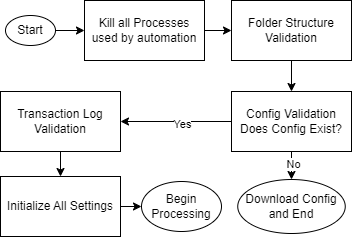 Start
Kill all Processes
used by automation
Folder Structure
Validation
Transaction Log
Validation
Yes
Config Validation
Does Config Exist?
No
Initialize All Settings
Begin
Processing
Download Config
and End